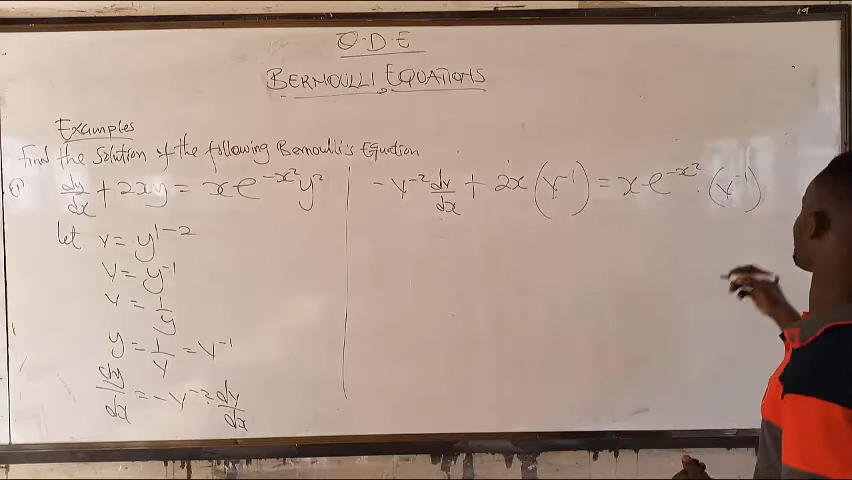 O.D.E
BERNOULLI EQUATIONS
Examples
Find the Solution of the following Bernoulli's Equation
① dy/dx + 2xy = xe^(-x²)y²
let v = y^(1-2)
v = y^(-1)
v = 1/y
y = 1/v = v^(-1)
dy/dx = -v^(-2) dv/dx
-v^(-2) dv/dx + 2x(v^(-1)) = xe^(-x²).(v^(-1))